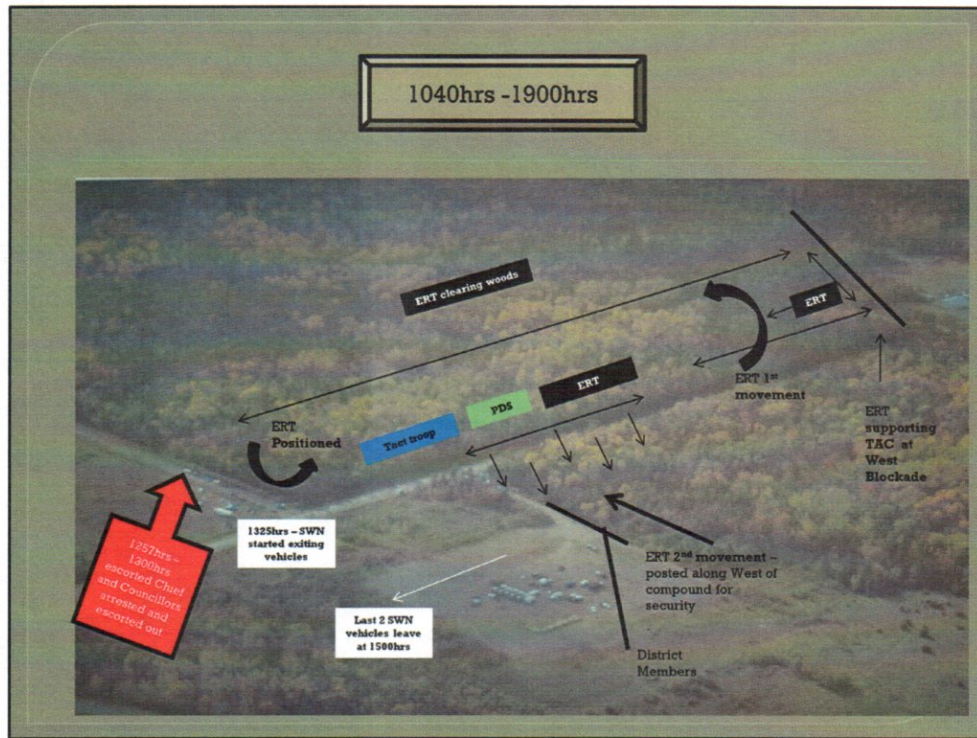 1040hrs -1900hrs
ERT clearing woods
ERT
ERT 1st
movement
ERT
supporting
TAC at
West
Blockade
ERT
PDS
Tact troop
ERT
Positioned
1257hrs –
1300hrs
escorted Chief
and Councillors
arrested and
escorted out
1325hrs – SWN
started exiting
vehicles
Last 2 SWN
vehicles leave
at 1500hrs
ERT 2nd movement –
posted along West of
compound for
security
District
Members